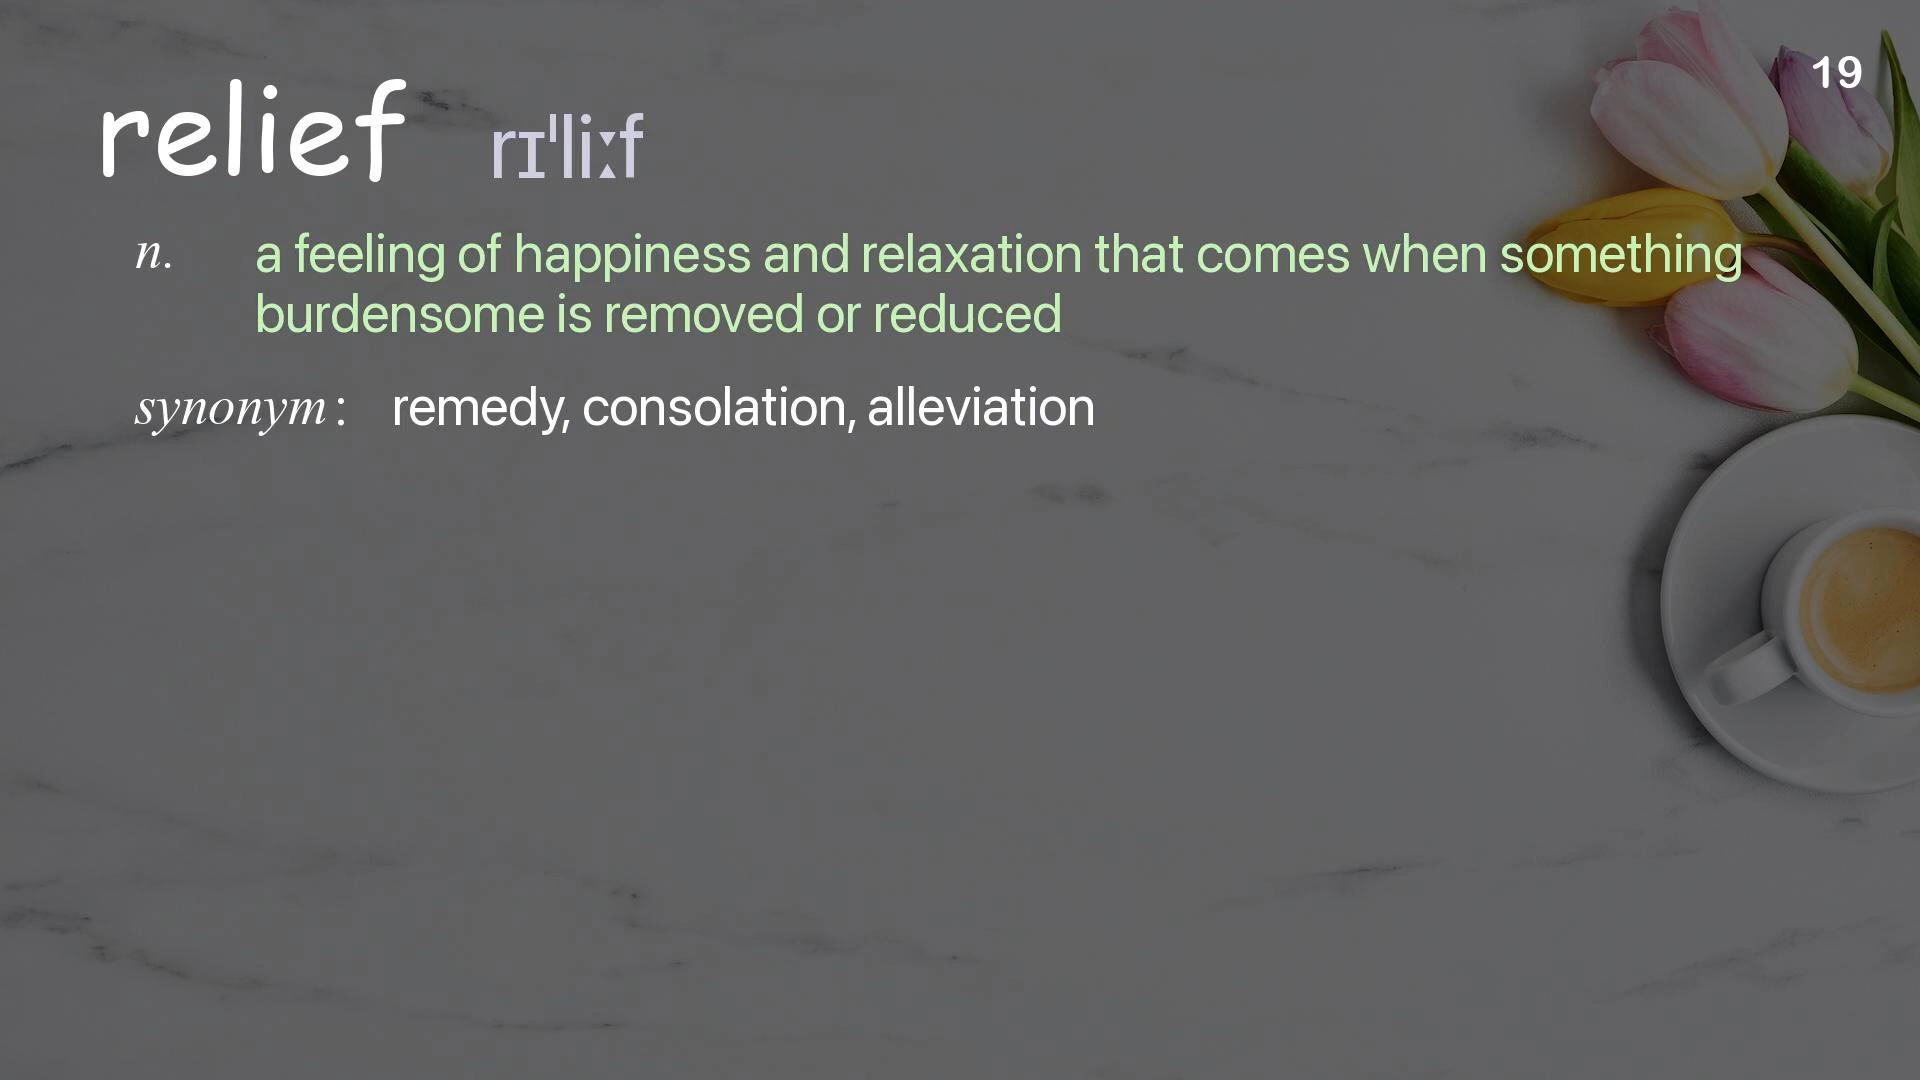 19
relief rɪˈliːf
n. a feeling of happiness and relaxation that comes when something
burdensome is removed or reduced
synonym : remedy, consolation, alleviation